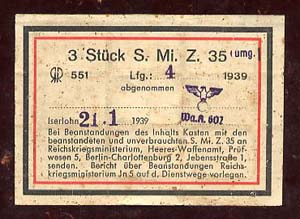 3 Stück S. Mi. Z. 35 (umg.
551 Lfg.: 4 1939
abgenommen
Iserlohn 21.1 1939 Wa.A. 607
Bei Beanstandungen des Inhalts Kasten mit den
beanstandeten und unverbrauchten S. Mi. Z. 35 an
Reichskriegsministerium, Heeres-Waffenamt, Prüf-
wesen 5, Berlin-Charlottenburg 2, Jebensstraße 1,
senden. Bericht über Beanstandungen an Reichs-
kriegsministerium Jn 5 auf d. Dienstwege vorlegen.